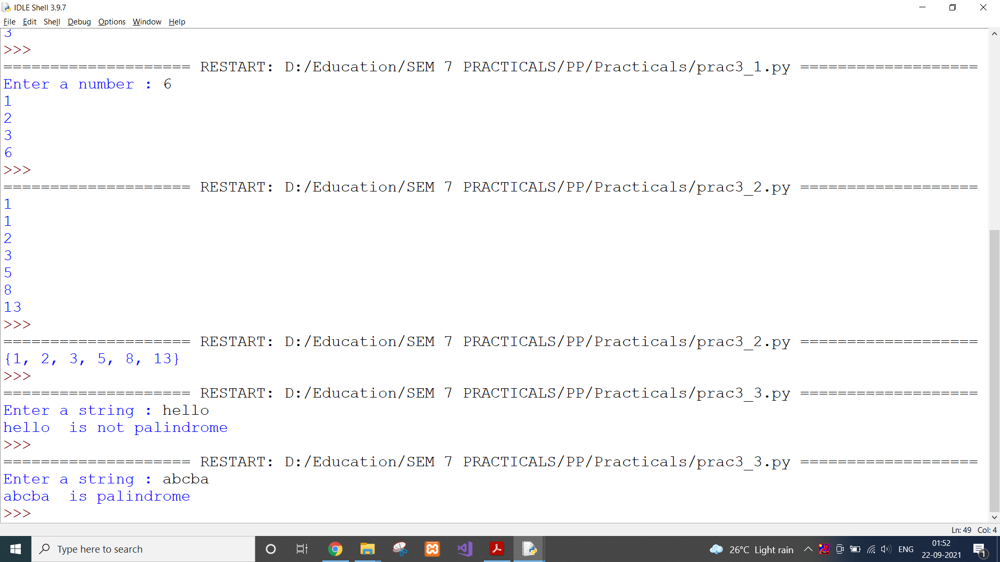 IDLE Shell 3.9.7
File Edit Shell Debug Options Window Help
3
>>>
==================== RESTART: D:/Education/SEM 7 PRACTICALS/PP/Practicals/prac3_1.py ===================
Enter a number : 6
1
2
3
6
>>>
==================== RESTART: D:/Education/SEM 7 PRACTICALS/PP/Practicals/prac3_2.py ===================
1
1
2
3
5
8
13
>>>
==================== RESTART: D:/Education/SEM 7 PRACTICALS/PP/Practicals/prac3_2.py ===================
{1, 2, 3, 5, 8, 13}
>>>
==================== RESTART: D:/Education/SEM 7 PRACTICALS/PP/Practicals/prac3_3.py ===================
Enter a string : hello
hello  is not palindrome
>>>
==================== RESTART: D:/Education/SEM 7 PRACTICALS/PP/Practicals/prac3_3.py ===================
Enter a string : abcba
abcba  is palindrome
>>>
Ln: 49 Col: 4
Type here to search
26°C Light rain
ENG
01:52
22-09-2021
1